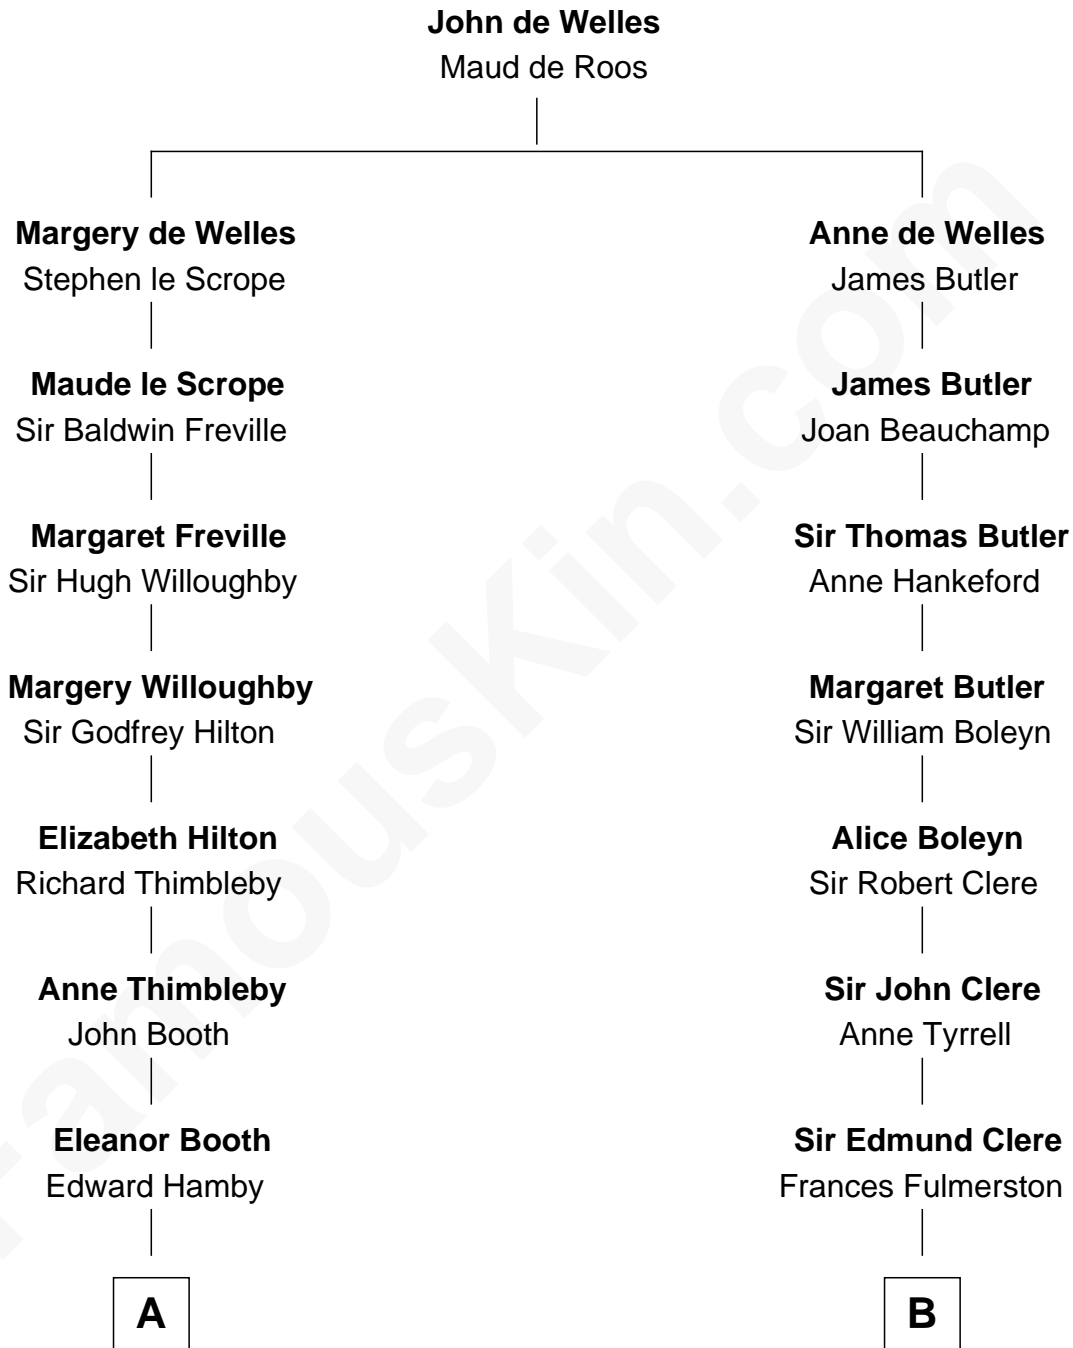 John de Welles
Maud de Roos
Margery de Welles
Stephen le Scrope
Anne de Welles
James Butler
Maude le Scrope
Sir Baldwin Freville
James Butler
Joan Beauchamp
Margaret Freville
Sir Hugh Willoughby
Sir Thomas Butler
Anne Hankeford
Margery Willoughby
Sir Godfrey Hilton
Margaret Butler
Sir William Boleyn
Elizabeth Hilton
Richard Thimbleby
Alice Boleyn
Sir Robert Clere
Anne Thimbleby
John Booth
Sir John Clere
Anne Tyrrell
Eleanor Booth
Edward Hamby
Sir Edmund Clere
Frances Fulmerston
A
B
FamousKin.com